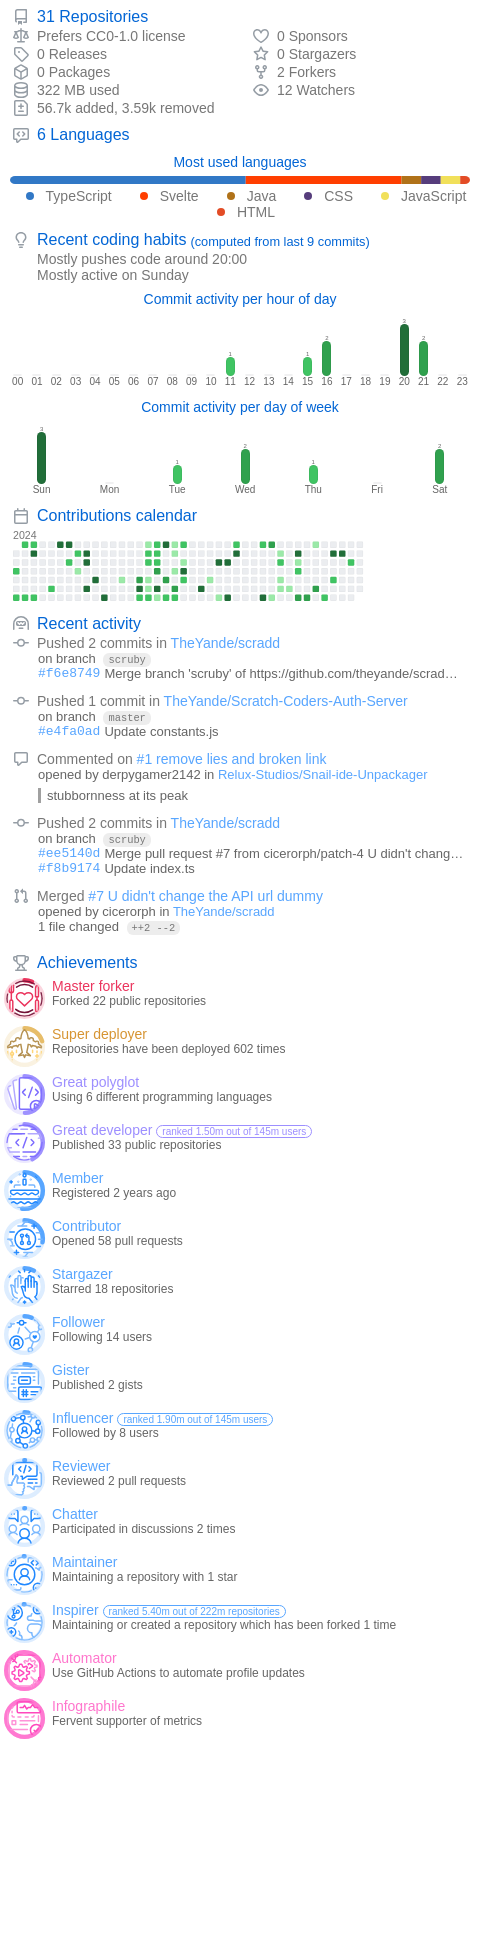 31 Repositories
Prefers CC0-1.0 license
0 Sponsors
0 Releases
0 Stargazers
0 Packages
2 Forkers
322 MB used
12 Watchers
56.7k added, 3.59k removed
6 Languages
Most used languages
TypeScript Svelte Java CSS JavaScript
HTML
Recent coding habits (computed from last 9 commits)
Mostly pushes code around 20:00
Mostly active on Sunday
Commit activity per hour of day
1 1 2 3 2
00 01 02 03 04 05 06 07 08 09 10 11 12 13 14 15 16 17 18 19 20 21 22 23
Commit activity per day of week
3 1 2 1 2
Sun Mon Tue Wed Thu Fri Sat
Contributions calendar
2024
Recent activity
Pushed 2 commits in TheYande/scradd
on branch scruby
#f6e8749 Merge branch 'scruby' of https://github.com/theyande/scrad…
Pushed 1 commit in TheYande/Scratch-Coders-Auth-Server
on branch master
#e4fa0ad Update constants.js
Commented on #1 remove lies and broken link
opened by derpygamer2142 in Relux-Studios/Snail-ide-Unpackager
stubbornness at its peak
Pushed 2 commits in TheYande/scradd
on branch scruby
#ee5140d Merge pull request #7 from cicerorph/patch-4 U didn't chang…
#f8b9174 Update index.ts
Merged #7 U didn't change the API url dummy
opened by cicerorph in TheYande/scradd
1 file changed ++2 --2
Achievements
Master forker
Forked 22 public repositories
Super deployer
Repositories have been deployed 602 times
Great polyglot
Using 6 different programming languages
Great developer ranked 1.50m out of 145m users
Published 33 public repositories
Member
Registered 2 years ago
Contributor
Opened 58 pull requests
Stargazer
Starred 18 repositories
Follower
Following 14 users
Gister
Published 2 gists
Influencer ranked 1.90m out of 145m users
Followed by 8 users
Reviewer
Reviewed 2 pull requests
Chatter
Participated in discussions 2 times
Maintainer
Maintaining a repository with 1 star
Inspirer ranked 5.40m out of 222m repositories
Maintaining or created a repository which has been forked 1 time
Automator
Use GitHub Actions to automate profile updates
Infographile
Fervent supporter of metrics